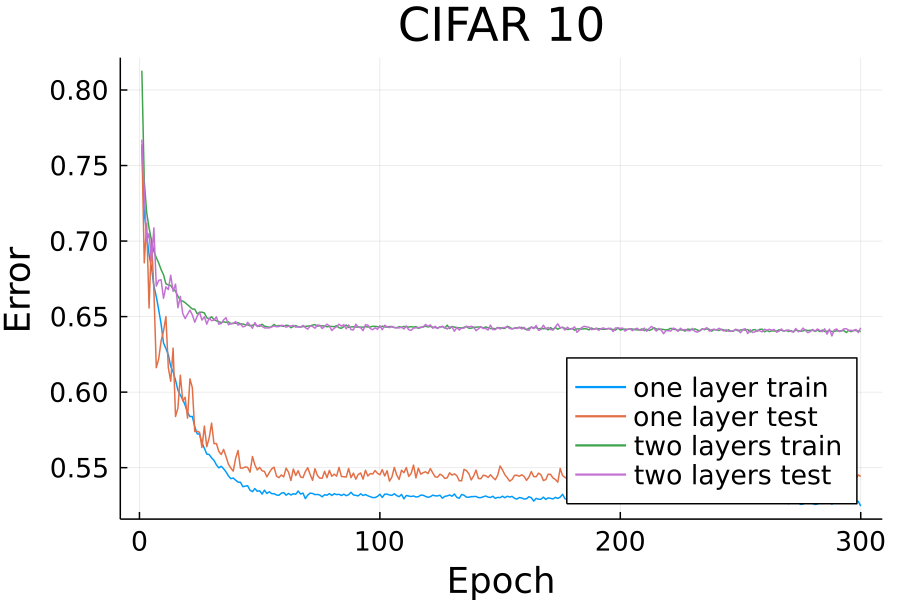 CIFAR 10
Error
0.80
0.75
0.70
0.65
0.60
0.55
one layer train
one layer test
two layers train
two layers test
0
100
200
300
Epoch